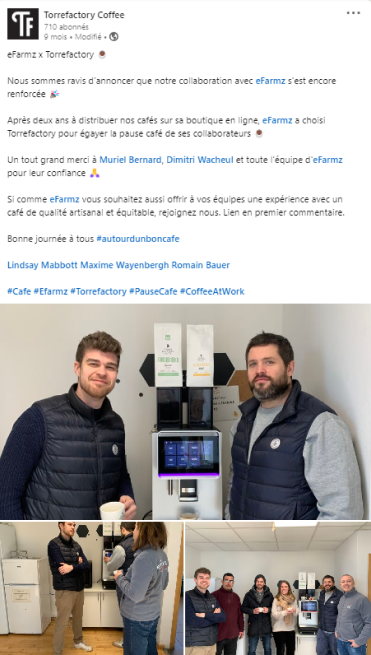 Torrefactory Coffee
710 abonnés
9 mois • Modifié •
eFarmz x Torrefactory ☕
Nous sommes ravis d'annoncer que notre collaboration avec eFarmz s'est encore
renforcée 🎉
Après deux ans à distribuer nos cafés sur sa boutique en ligne, eFarmz a choisi
Torrefactory pour égayer la pause café de ses collaborateurs ☕
Un tout grand merci à Muriel Bernard, Dimitri Wacheul et toute l'équipe d'eFarmz
pour leur confiance 🙏
Si comme eFarmz vous souhaitez aussi offrir à vos équipes une expérience avec un
café de qualité artisanal et équitable, rejoignez nous. Lien en premier commentaire.
Bonne journée à tous #autourdunboncafe
Lindsay Mabbott Maxime Wayenbergh Romain Bauer
#Cafe #Efarmz #Torrefactory #PauseCafe #CoffeeAtWork